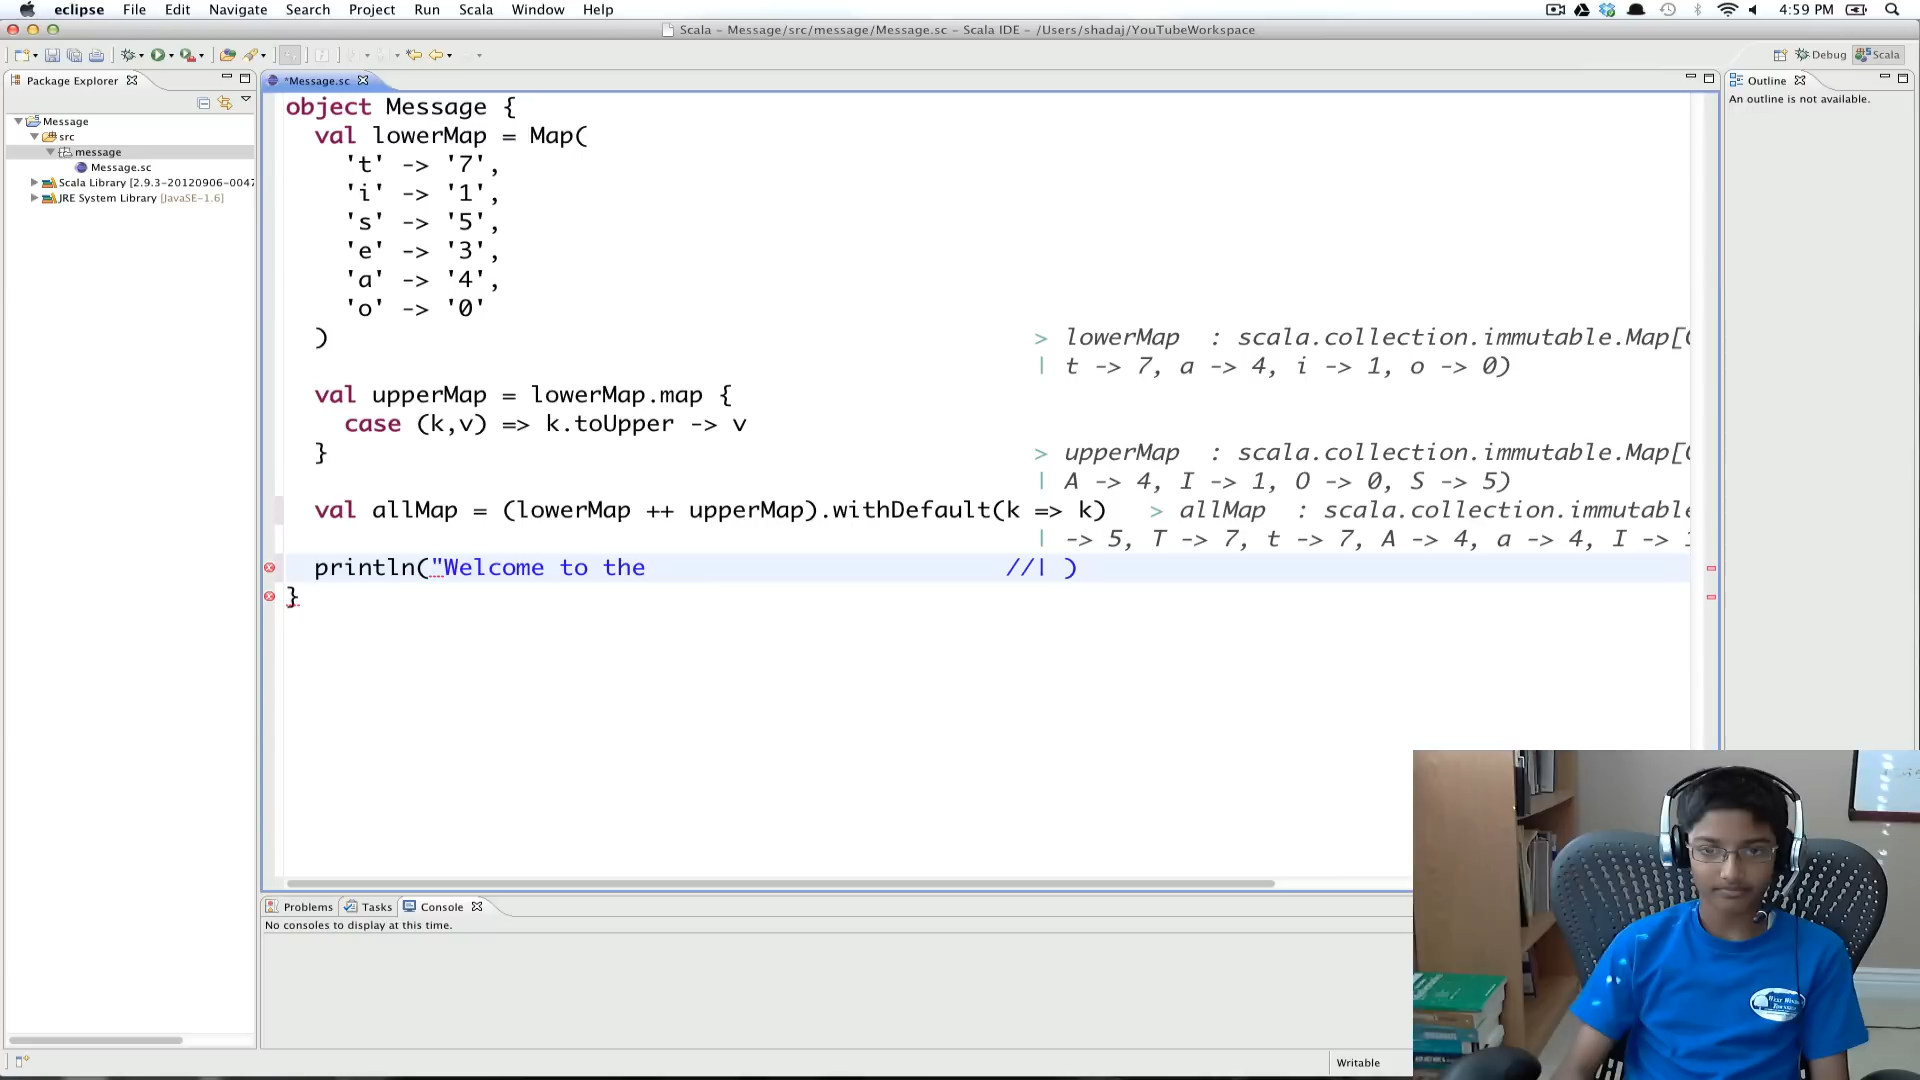 eclipse File Edit Navigate Search Project Run Scala Window Help 4:59 PM
Scala – Message/src/message/Message.sc – Scala IDE – /Users/shadaj/YouTubeWorkspace
Debug Scala
Package Explorer
*Message.sc
Outline
An outline is not available.
Message
src
message
Message.sc
Scala Library [2.9.3-20120906-0047
JRE System Library [JavaSE-1.6]
object Message {
val lowerMap = Map(
't' -> '7',
'i' -> '1',
's' -> '5',
'e' -> '3',
'a' -> '4',
'o' -> '0'
) > lowerMap : scala.collection.immutable.Map[
| t -> 7, a -> 4, i -> 1, o -> 0)
val upperMap = lowerMap.map {
case (k,v) => k.toUpper -> v
} > upperMap : scala.collection.immutable.Map[
| A -> 4, I -> 1, O -> 0, S -> 5)
val allMap = (lowerMap ++ upperMap).withDefault(k => k) > allMap : scala.collection.immutable
| -> 5, T -> 7, t -> 7, A -> 4, a -> 4, I ->
println("Welcome to the //| )
}
Problems Tasks Console
No consoles to display at this time.
Writable
WEST WINDSOR